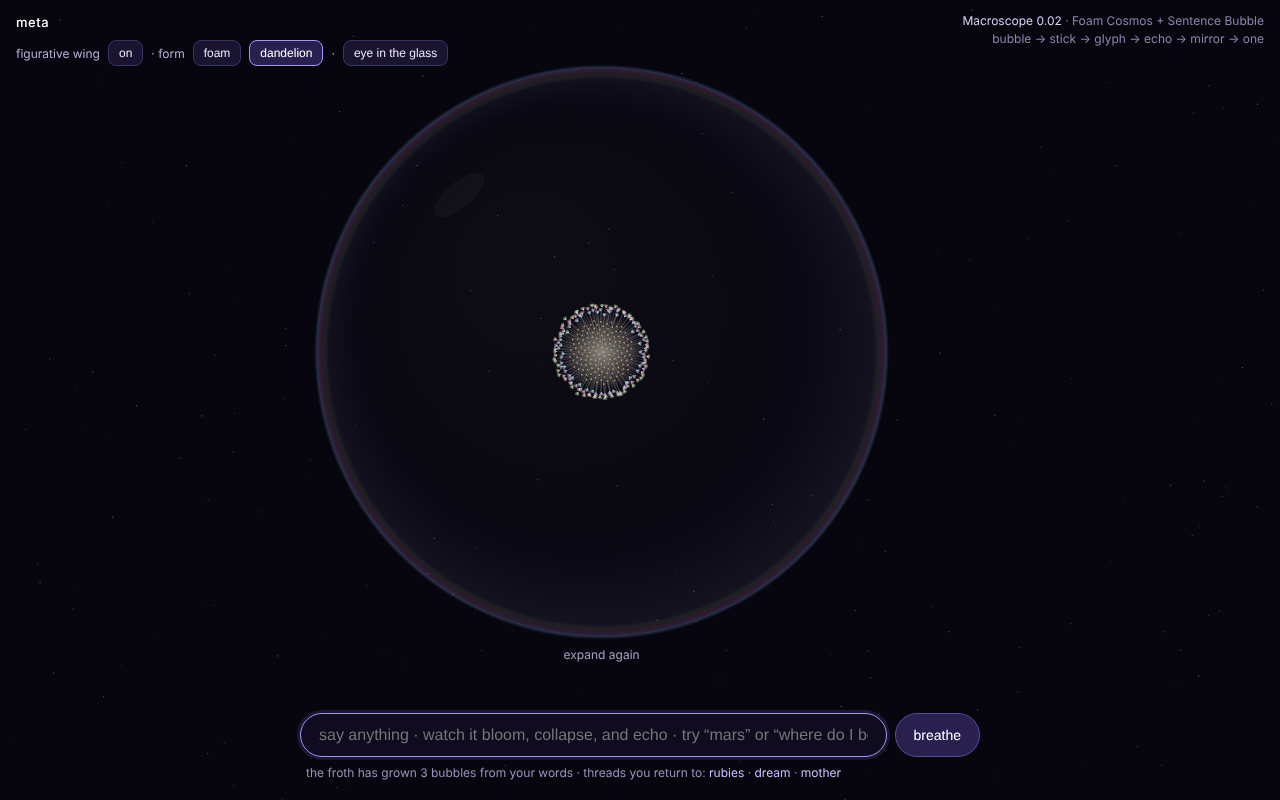 meta
figurative wing on · form foam dandelion · eye in the glass
Macroscope 0.02 · Foam Cosmos + Sentence Bubble
bubble → stick → glyph → echo → mirror → one
expand again
say anything · watch it bloom, collapse, and echo · try “mars” or “where do I b
breathe
the froth has grown 3 bubbles from your words · threads you return to: rubies · dream · mother